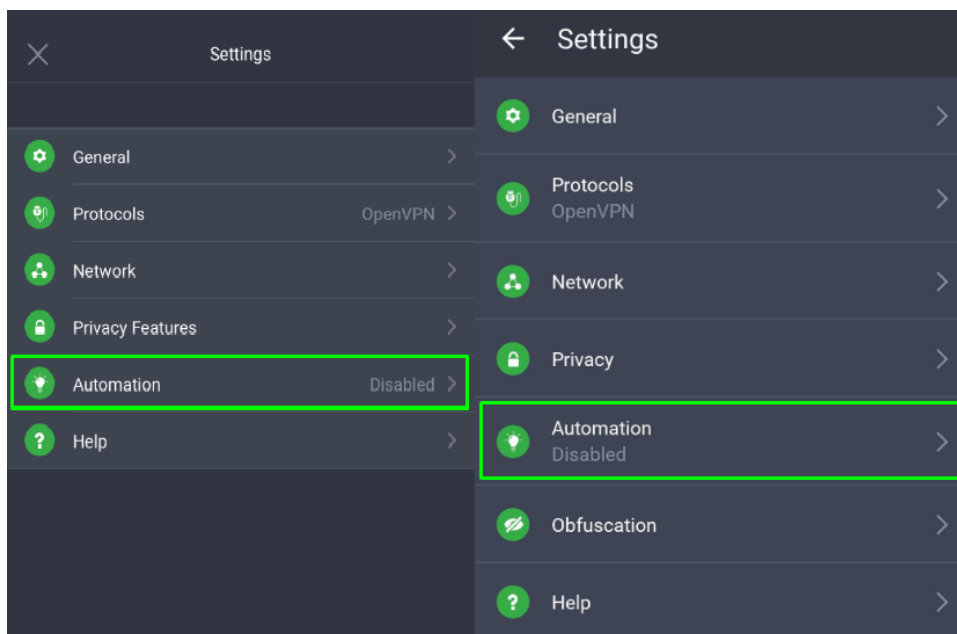 Settings
General
Protocols OpenVPN
Network
Privacy Features
Automation Disabled
Help
Settings
General
Protocols
OpenVPN
Network
Privacy
Automation
Disabled
Obfuscation
Help